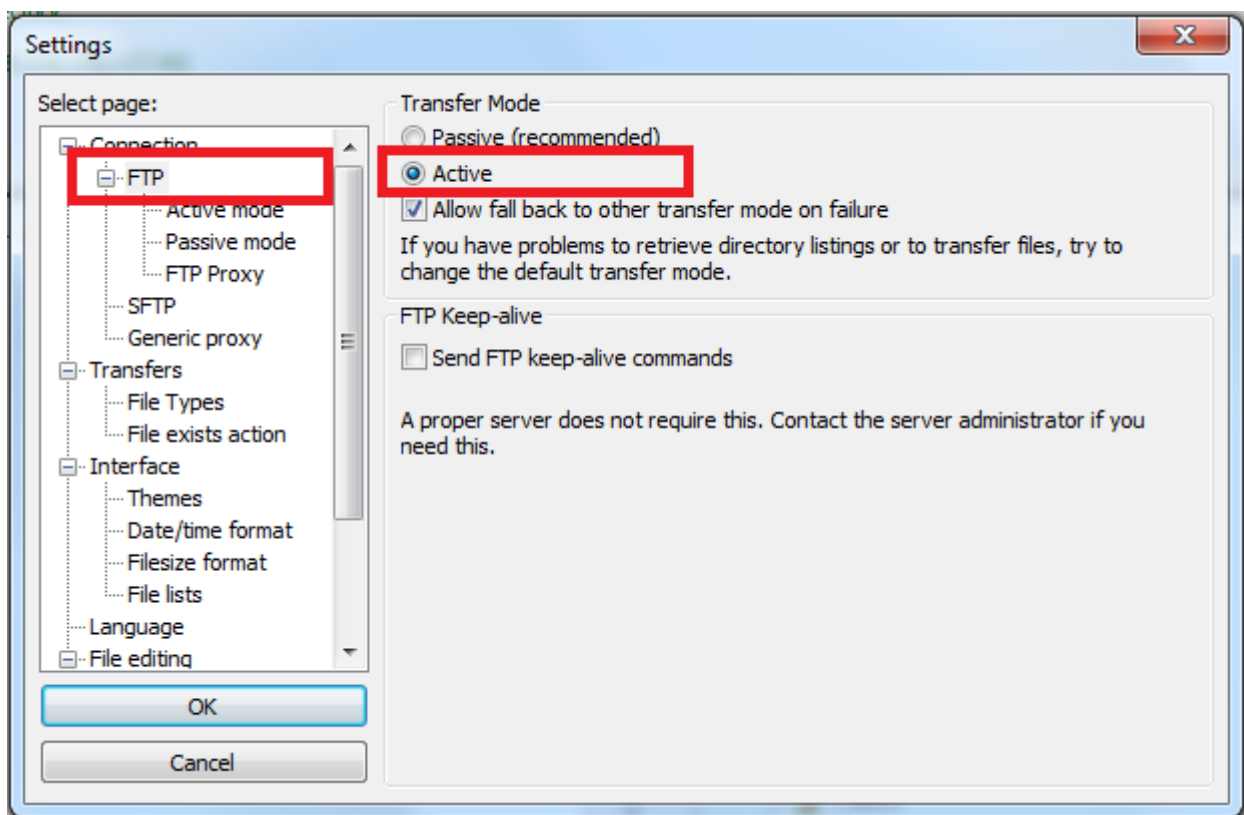 Settings
Select page:
Connection
FTP
Active mode
Passive mode
FTP Proxy
SFTP
Generic proxy
Transfers
File Types
File exists action
Interface
Themes
Date/time format
Filesize format
File lists
Language
File editing
OK
Cancel
Transfer Mode
Passive (recommended)
Active
Allow fall back to other transfer mode on failure
If you have problems to retrieve directory listings or to transfer files, try to
change the default transfer mode.
FTP Keep-alive
Send FTP keep-alive commands
A proper server does not require this. Contact the server administrator if you
need this.